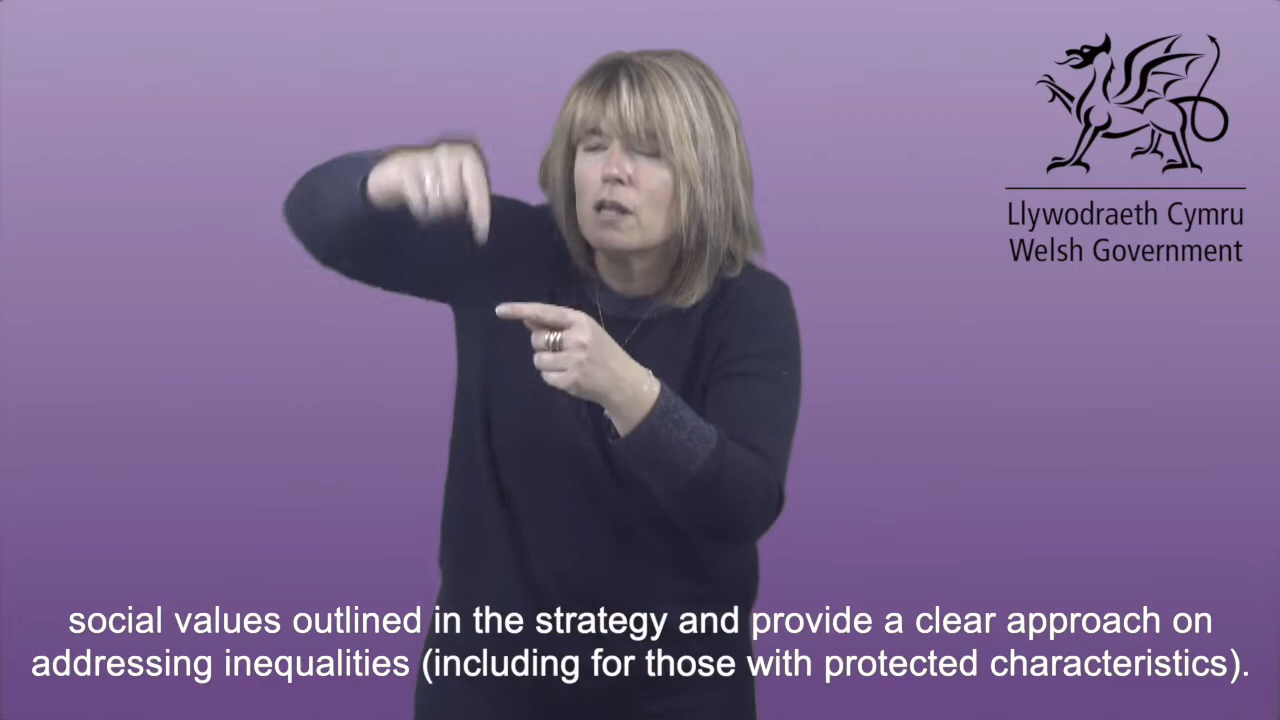 Llywodraeth Cymru
Welsh Government
social values outlined in the strategy and provide a clear approach on
addressing inequalities (including for those with protected characteristics).